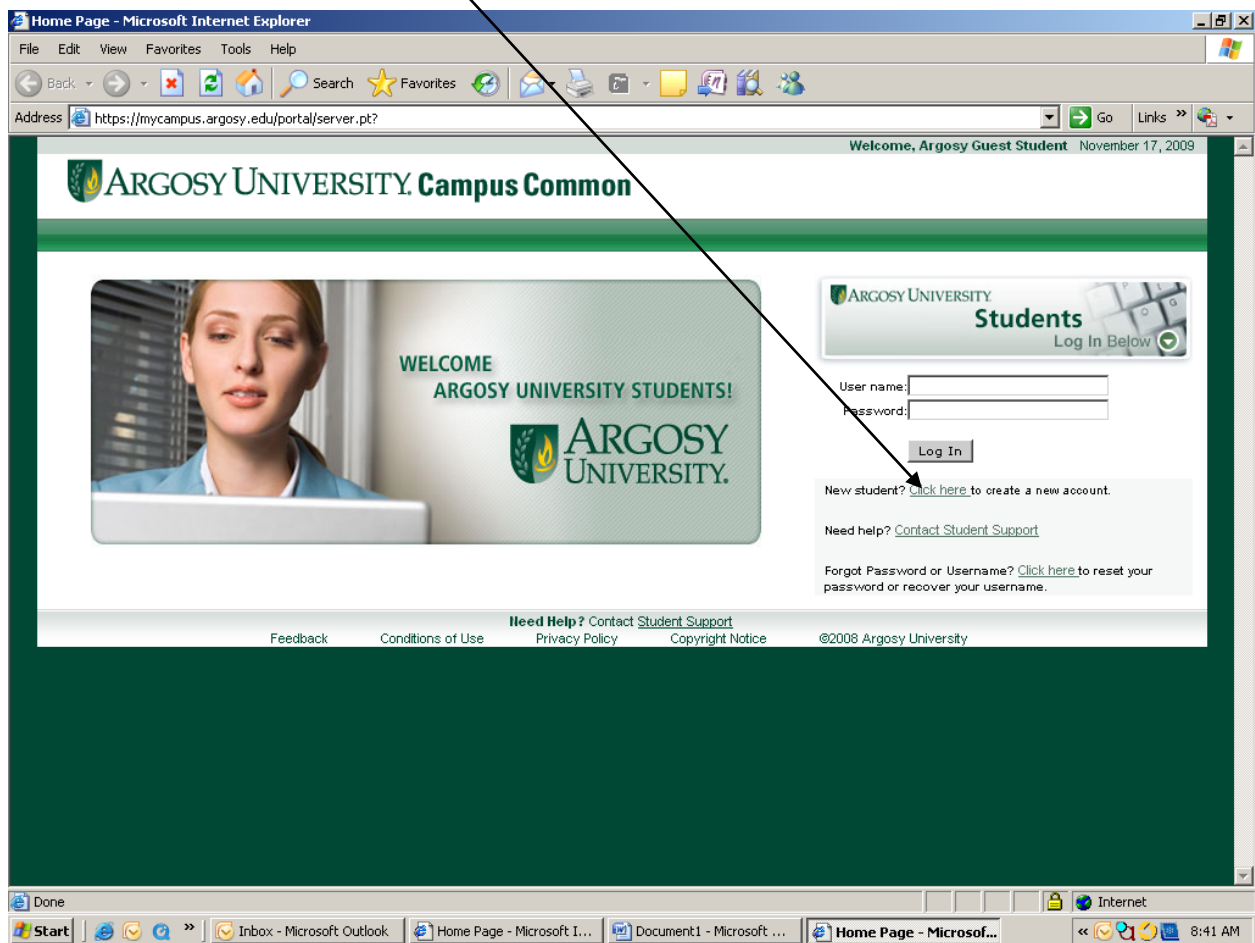 Home Page - Microsoft Internet Explorer
File Edit View Favorites Tools Help
Back Search Favorites
Address https://mycampus.argosy.edu/portal/server.pt? Go Links »
Welcome, Argosy Guest Student November 17, 2009
ARGOSY UNIVERSITY. Campus Common
WELCOME
ARGOSY UNIVERSITY STUDENTS!
ARGOSY
UNIVERSITY.
ARGOSY UNIVERSITY.
Students
Log In Below
User name:
Password:
Log In
New student? Click here to create a new account.
Need help? Contact Student Support
Forgot Password or Username? Click here to reset your
password or recover your username.
Need Help? Contact Student Support
Feedback Conditions of Use Privacy Policy Copyright Notice ©2008 Argosy University
Done Internet
Start » Inbox - Microsoft Outlook Home Page - Microsoft I... Document1 - Microsoft ... Home Page - Microsof... « 8:41 AM